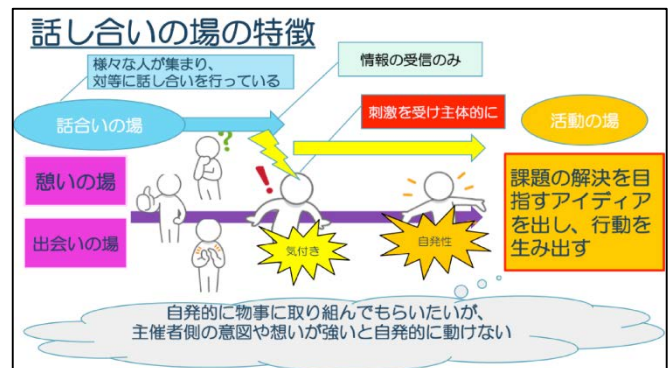 話し合いの場の特徴
様々な人が集まり、
対等に話し合いを行っている
情報の受信のみ
話合いの場
刺激を受け主体的に
活動の場
憩いの場
出会いの場
?
!
気付き
自発性
課題の解決を目
指すアイディア
を出し、行動を
生み出す
自発的に物事に取り組んでもらいたいが、
主催者側の意図や想いが強いと自発的に動けない